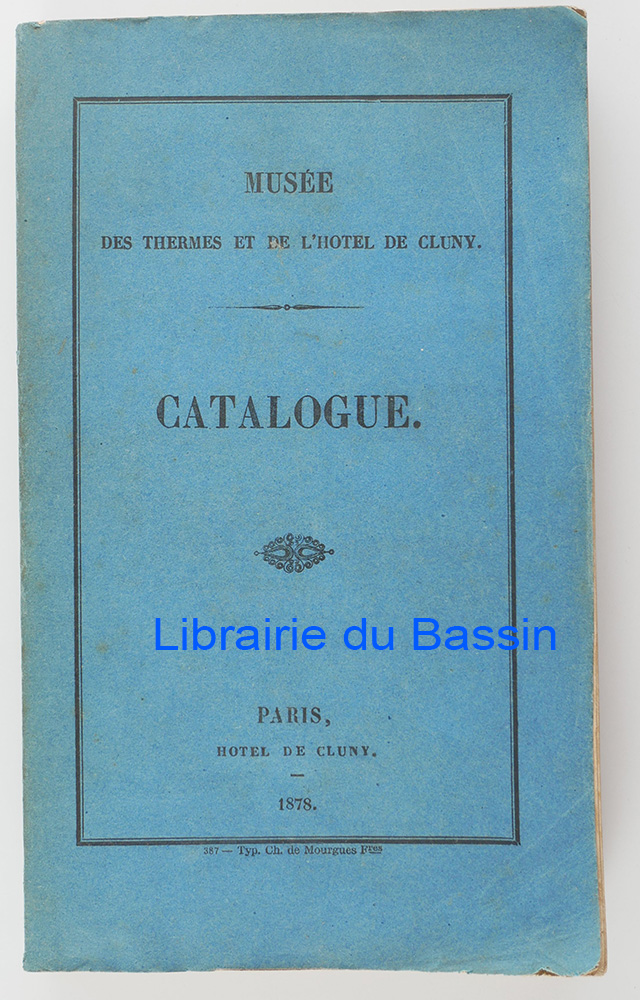 MUSÉE
DES THERMES ET DE L'HOTEL DE CLUNY.
CATALOGUE.
Librairie du Bassin
PARIS,
HOTEL DE CLUNY.
1878.
387 — Typ. Ch. de Mourgues Fres